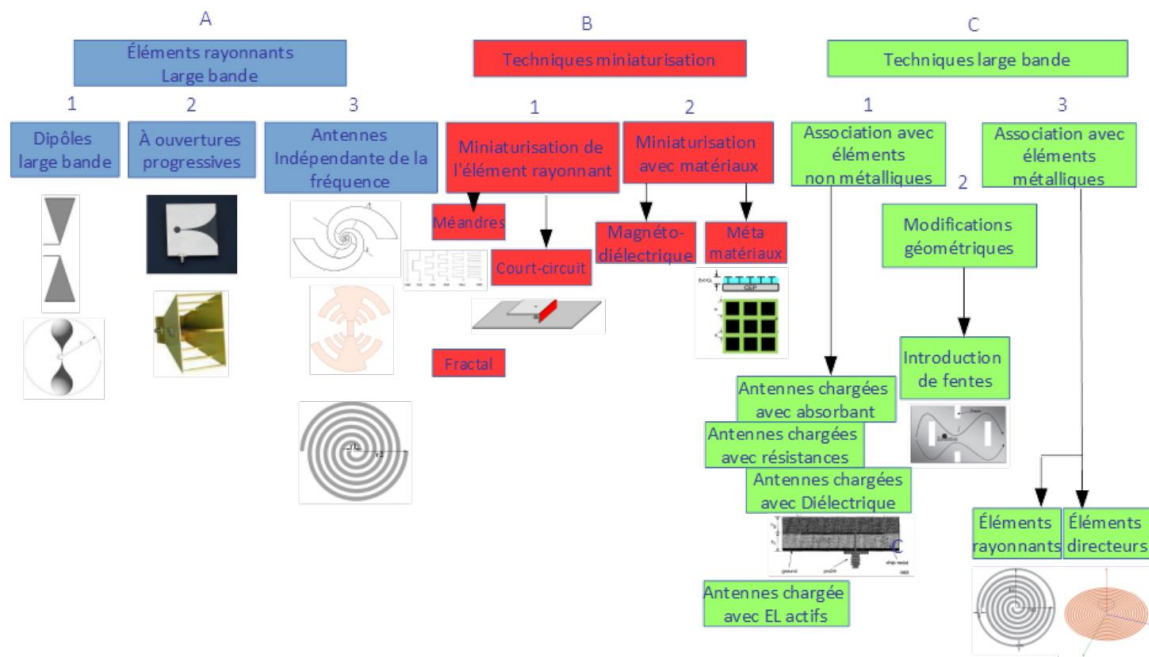 A
Éléments rayonnants
Large bande
1
Dipôles
large bande
2
À ouvertures
progressives
3
Antennes
Indépendante de la
fréquence
B
Techniques miniaturisation
1
Miniaturisation de
l'élément rayonnant
Méandres
Court-circuit
Fractal
2
Miniaturisation
avec matériaux
Magnéto-
diélectrique
Méta
matériaux
C
Techniques large bande
1
Association avec
éléments
non métalliques
Antennes chargées
avec absorbant
Antennes chargées
avec résistances
Antennes chargées
avec Diélectrique
C
ground
probe
Antennes chargée
avec EL actifs
2
Modifications
géométriques
Introduction
de fentes
3
Association avec
éléments
métalliques
Éléments
rayonnants
Éléments
directeurs